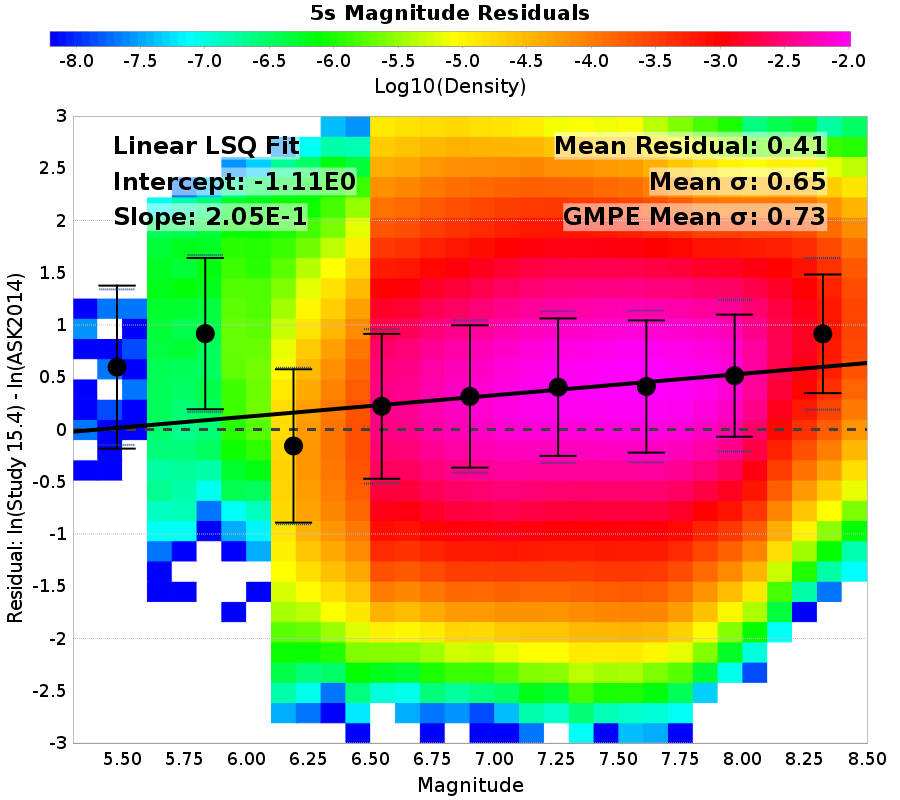 5s Magnitude Residuals
-8.0 -7.5 -7.0 -6.5 -6.0 -5.5 -5.0 -4.5 -4.0 -3.5 -3.0 -2.5 -2.0
Log10(Density)
Linear LSQ Fit
Intercept: -1.11E0
Slope: 2.05E-1
Mean Residual: 0.41
Mean σ: 0.65
GMPE Mean σ: 0.73
Residual: ln(Study 15.4) - ln(ASK2014)
3
2.5
2
1.5
1
0.5
0
-0.5
-1
-1.5
-2
-2.5
-3
5.50 5.75 6.00 6.25 6.50 6.75 7.00 7.25 7.50 7.75 8.00 8.25 8.50
Magnitude